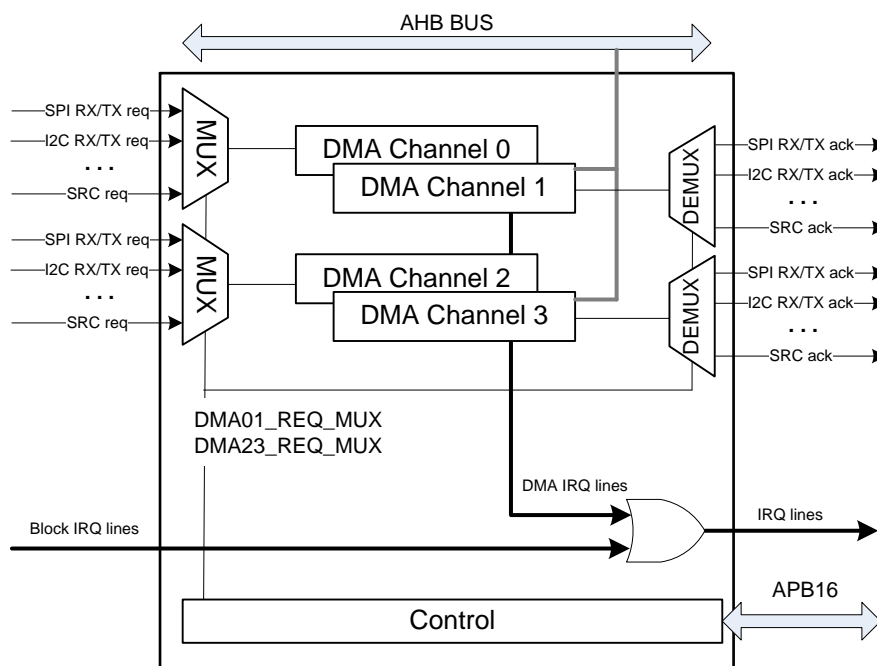 AHB BUS
SPI RX/TX req
I2C RX/TX req
...
SRC req
MUX
DMA Channel 0
DMA Channel 1
DEMUX
SPI RX/TX ack
I2C RX/TX ack
...
SRC ack
SPI RX/TX req
I2C RX/TX req
...
SRC req
MUX
DMA Channel 2
DMA Channel 3
DEMUX
SPI RX/TX ack
I2C RX/TX ack
...
SRC ack
DMA01_REQ_MUX
DMA23_REQ_MUX
DMA IRQ lines
Block IRQ lines
IRQ lines
Control
APB16